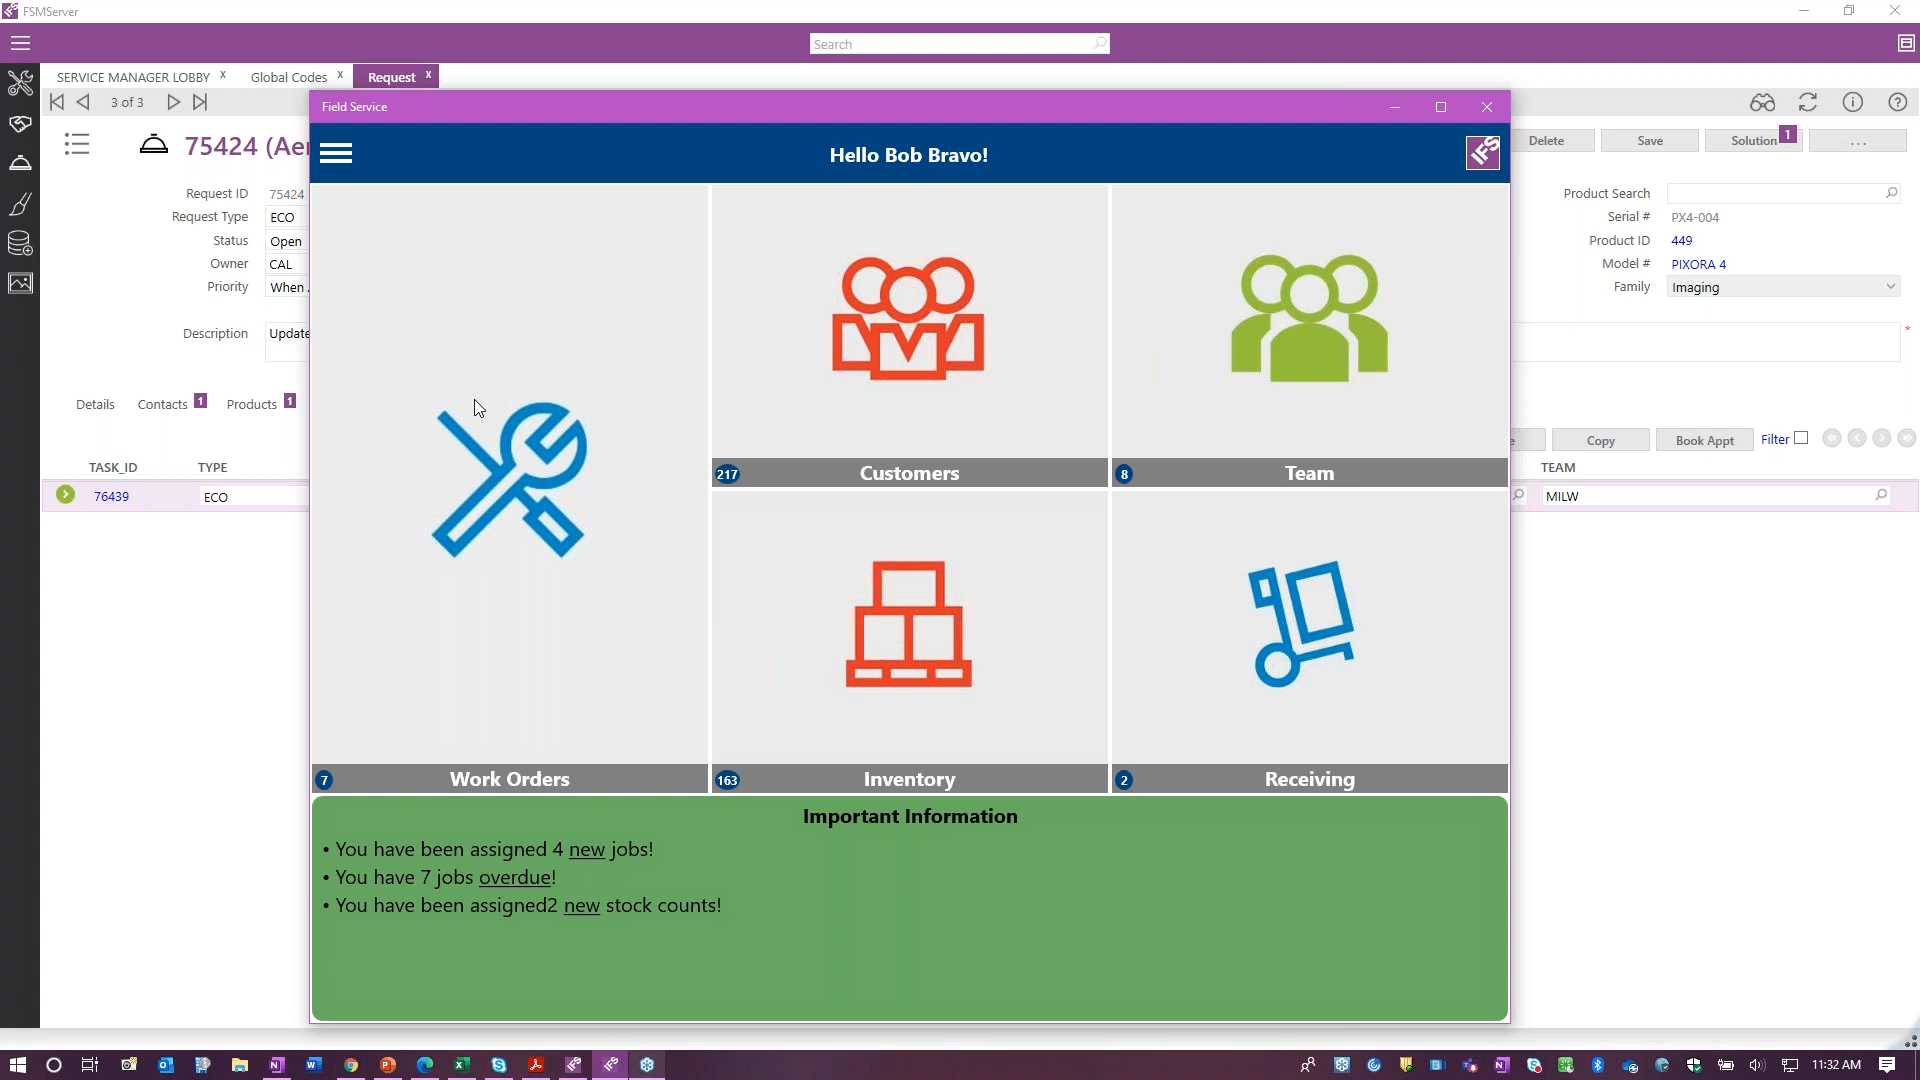 FSMServer
Search
SERVICE MANAGER LOBBY x Global Codes x Request x
3 of 3
Field Service
75424 (Aer
Hello Bob Bravo!
IFS
Delete Save Solution 1 ...
Request ID 75424
Request Type ECO
Status Open
Owner CAL
Priority When
Description Update
Product Search
Serial # PX4-004
Product ID 449
Model # PIXORA 4
Family Imaging
*
Details Contacts 1 Products 1
Copy Book Appt Filter
TASK_ID TYPE TEAM
76439 ECO MILW
217 Customers
8 Team
7 Work Orders
163 Inventory
2 Receiving
Important Information
• You have been assigned 4 new jobs!
• You have 7 jobs overdue!
• You have been assigned2 new stock counts!
11:32 AM